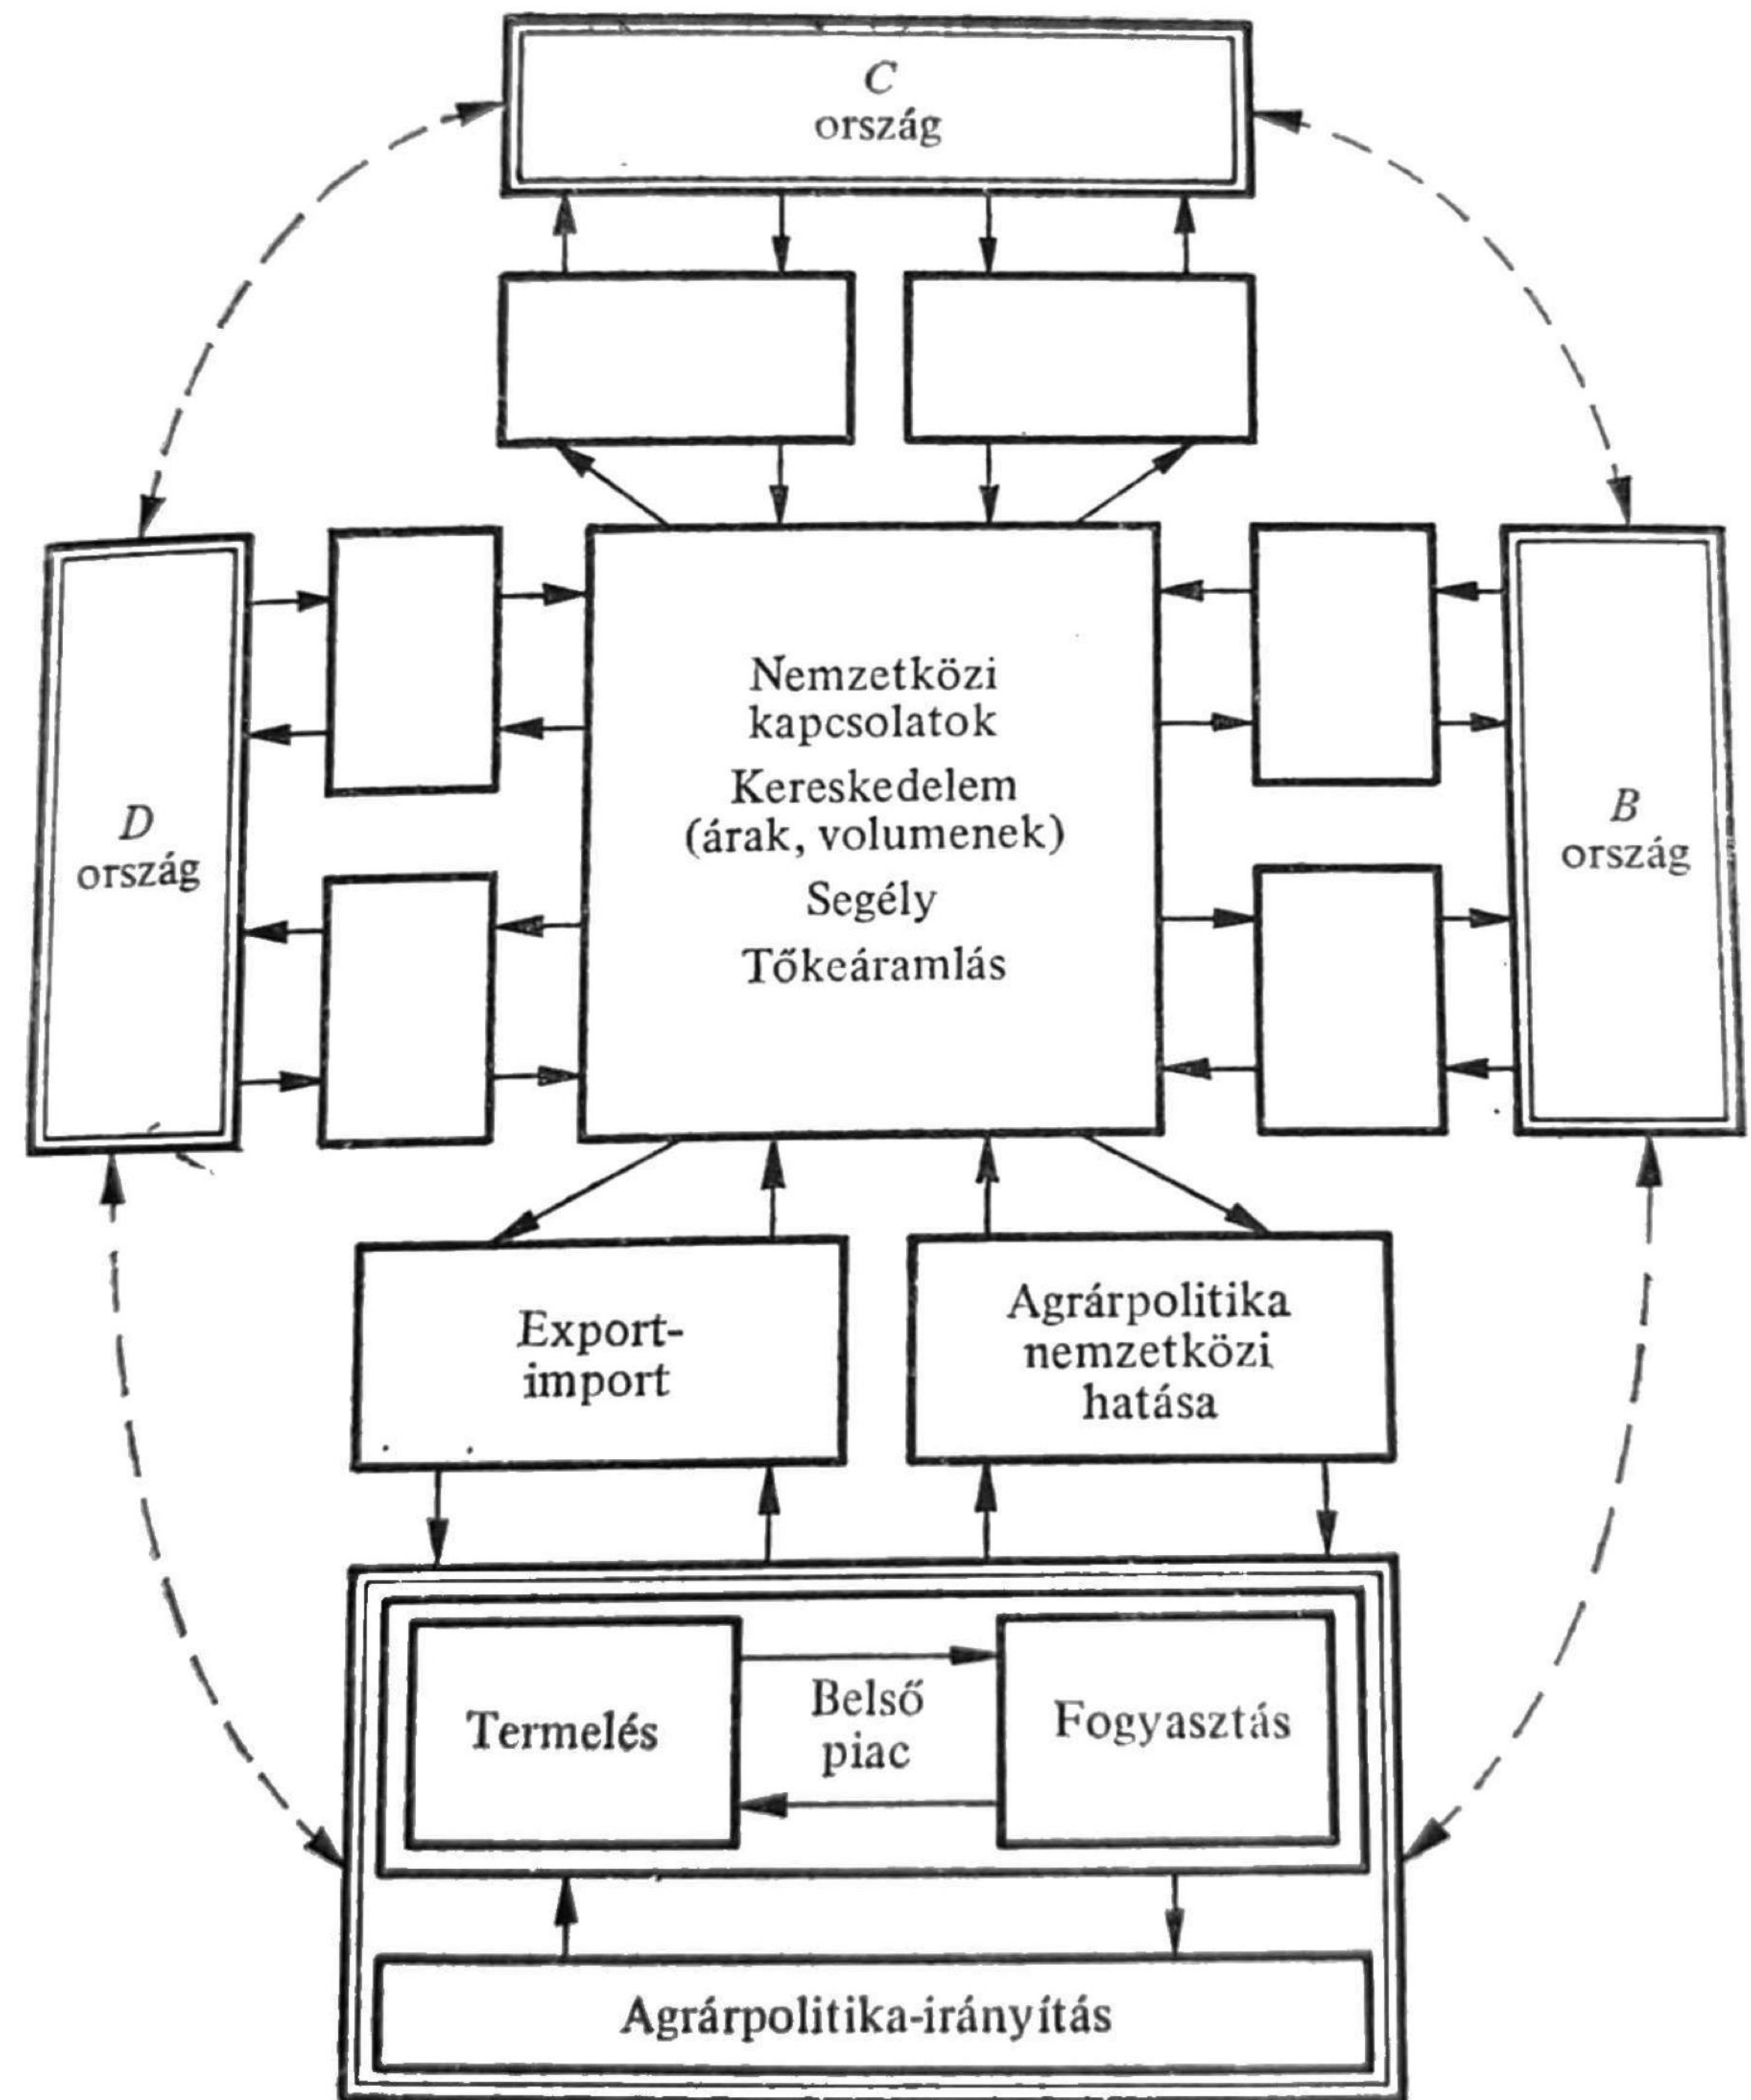 C
ország
Nemzetközi
kapcsolatok
Kereskedelem
(árak, volumenek)
Segély
Tőkeáramlás
D
ország
B
ország
Export-
import
Agrárpolitika
nemzetközi
hatása
Termelés
Belső
piac
Fogyasztás
Agrárpolitika-irányítás